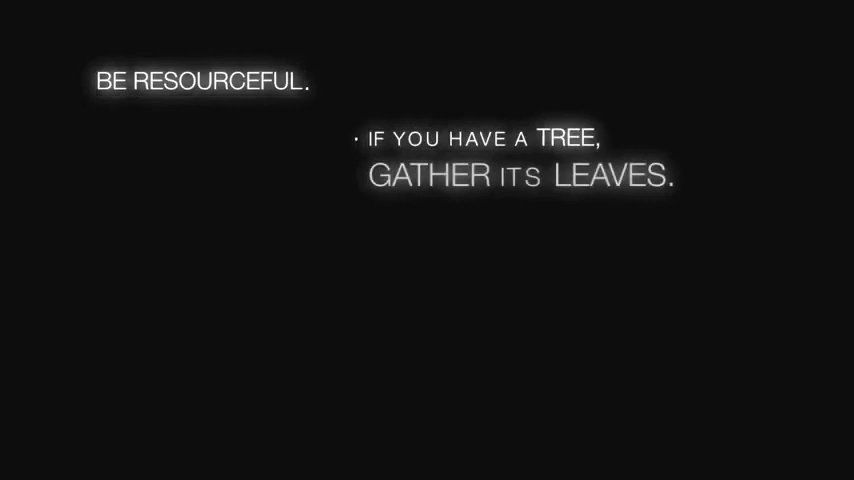 BE RESOURCEFUL.
· IF YOU HAVE A TREE,
GATHER ITS LEAVES.